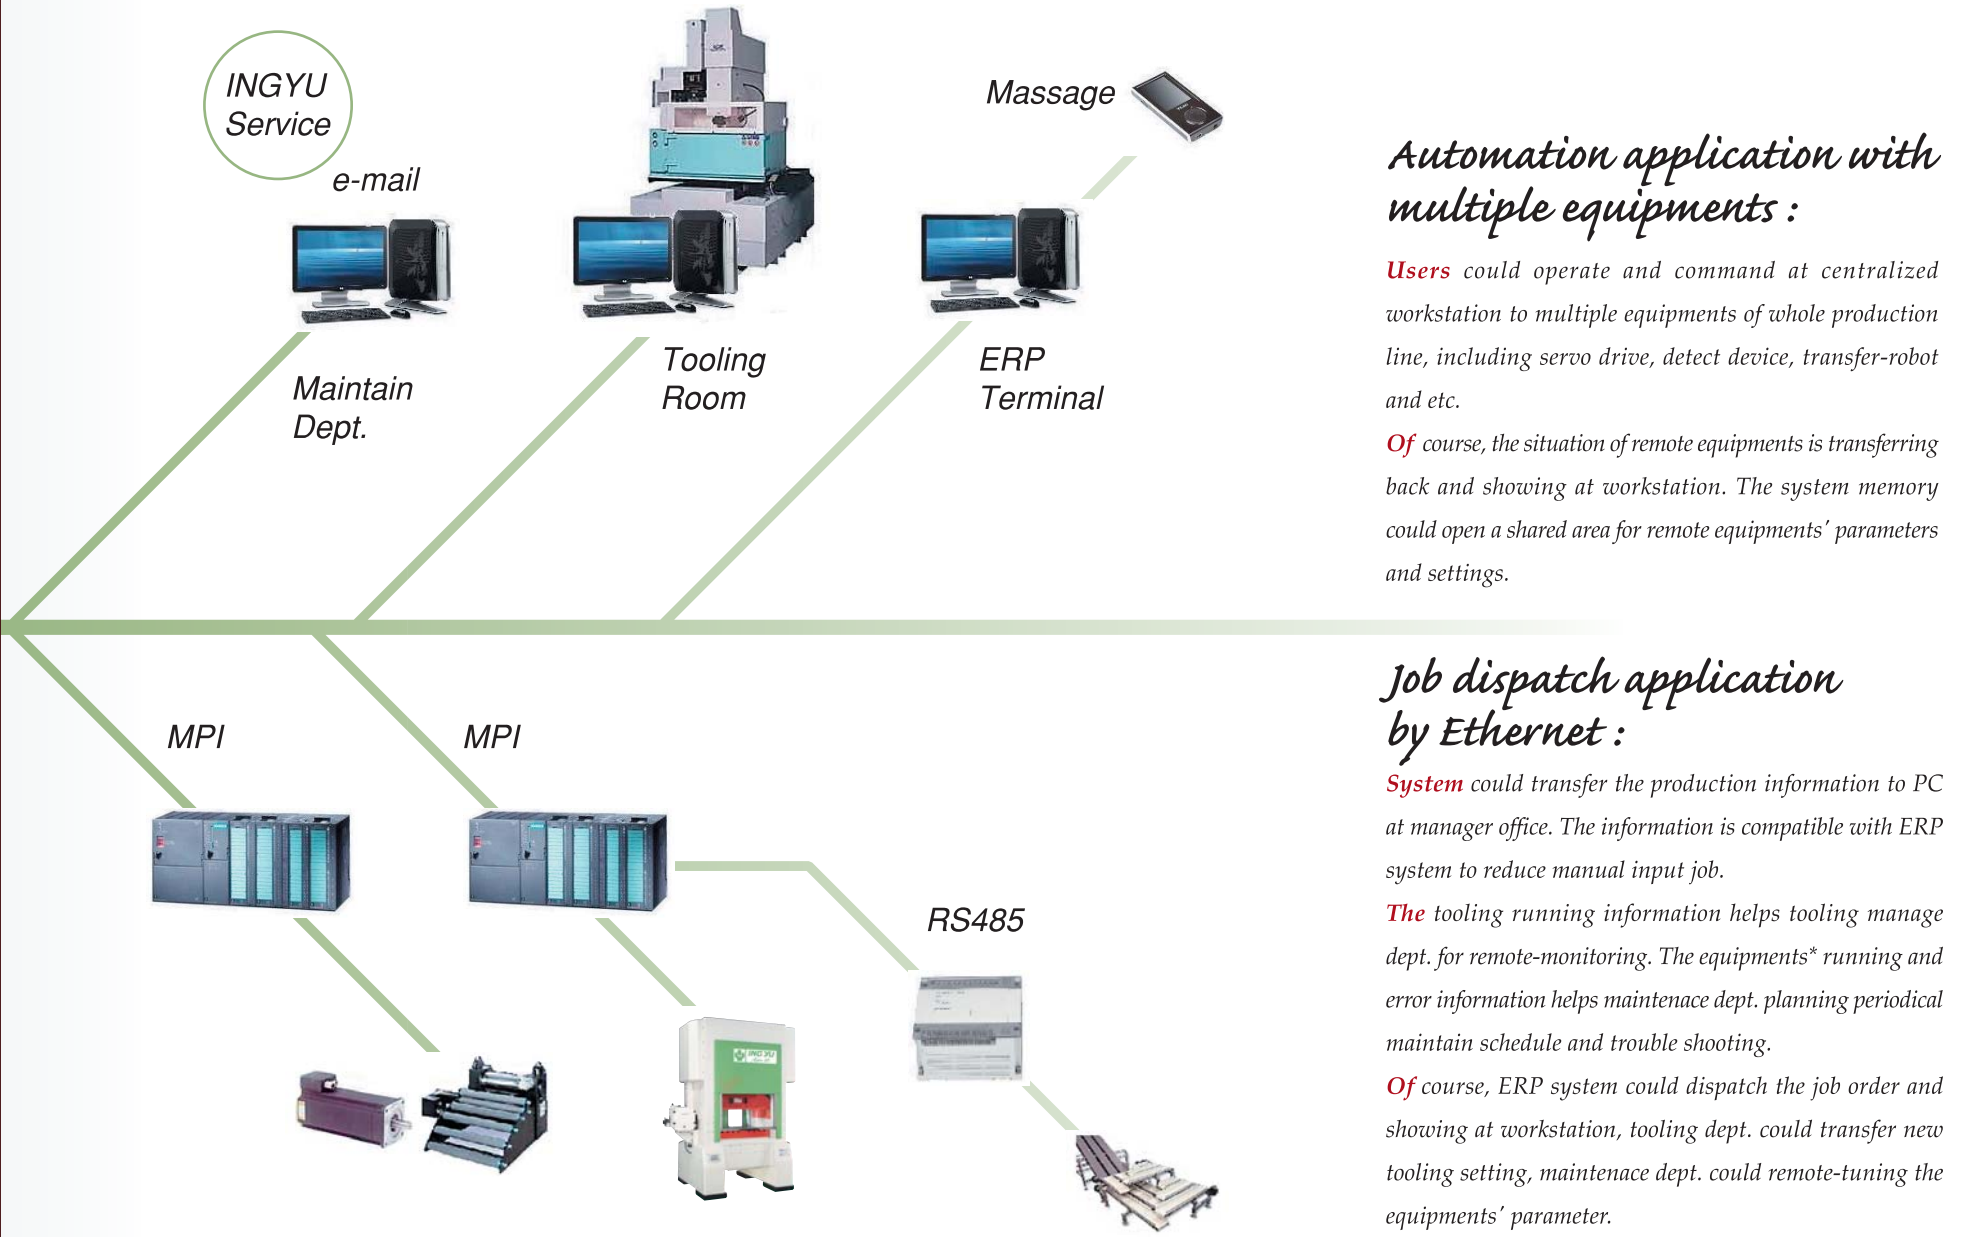 INGYU
Service
e-mail
Massage
Maintain
Dept.
Tooling
Room
ERP
Terminal
MPI
MPI
RS485
ING YU
Automation application with
multiple equipments :
Users could operate and command at centralized
workstation to multiple equipments of whole production
line, including servo drive, detect device, transfer-robot
and etc.
Of course, the situation of remote equipments is transferring
back and showing at workstation. The system memory
could open a shared area for remote equipments' parameters
and settings.
Job dispatch application
by Ethernet :
System could transfer the production information to PC
at manager office. The information is compatible with ERP
system to reduce manual input job.
The tooling running information helps tooling manage
dept. for remote-monitoring. The equipments* running and
error information helps maintenace dept. planning periodical
maintain schedule and trouble shooting.
Of course, ERP system could dispatch the job order and
showing at workstation, tooling dept. could transfer new
tooling setting, maintenace dept. could remote-tuning the
equipments' parameter.